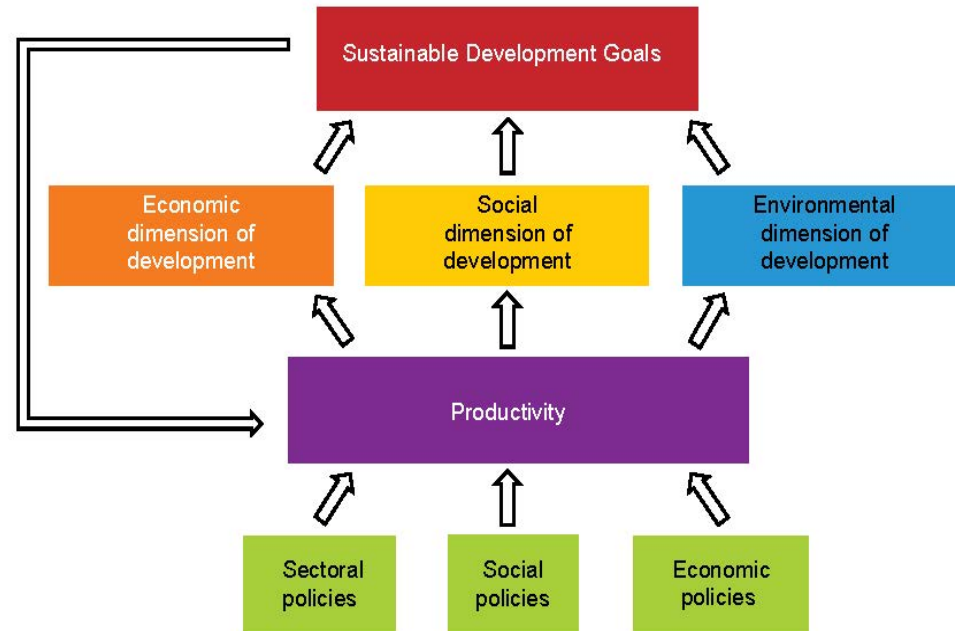 Sustainable Development Goals
Economic
dimension of
development
Social
dimension of
development
Environmental
dimension of
development
Productivity
Sectoral
policies
Social
policies
Economic
policies